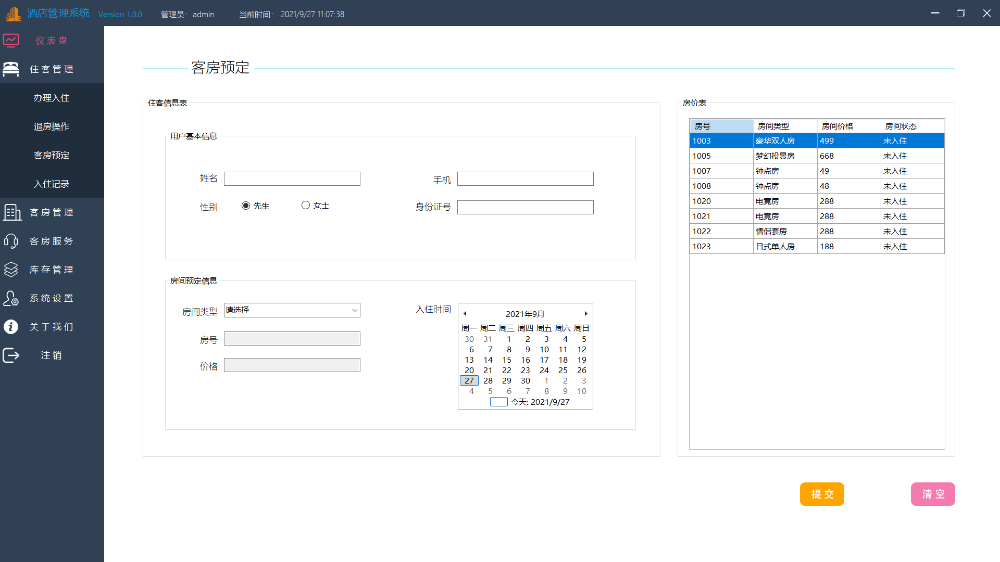 酒店管理系统 Version 1.0.0 管理员：admin 当前时间： 2021/9/27 11:07:38
仪表盘
住客管理
办理入住
退房操作
客房预定
入住记录
客房管理
客房服务
库存管理
系统设置
关于我们
注销
客房预定
住客信息表
用户基本信息
姓名
手机
性别 先生 女士
身份证号
房间预定信息
房间类型 请选择
房号
价格
入住时间
2021年9月
周一 周二 周三 周四 周五 周六 周日
30 31 1 2 3 4 5
6 7 8 9 10 11 12
13 14 15 16 17 18 19
20 21 22 23 24 25 26
27 28 29 30 1 2 3
4 5 6 7 8 9 10
今天: 2021/9/27
房价表
房号 房间类型 房间价格 房间状态
1003 豪华双人房 499 未入住
1005 梦幻投景房 668 未入住
1007 钟点房 49 未入住
1008 钟点房 48 未入住
1020 电竟房 288 未入住
1021 电竟房 288 未入住
1022 情侣套房 288 未入住
1023 日式单人房 188 未入住
提交
清空